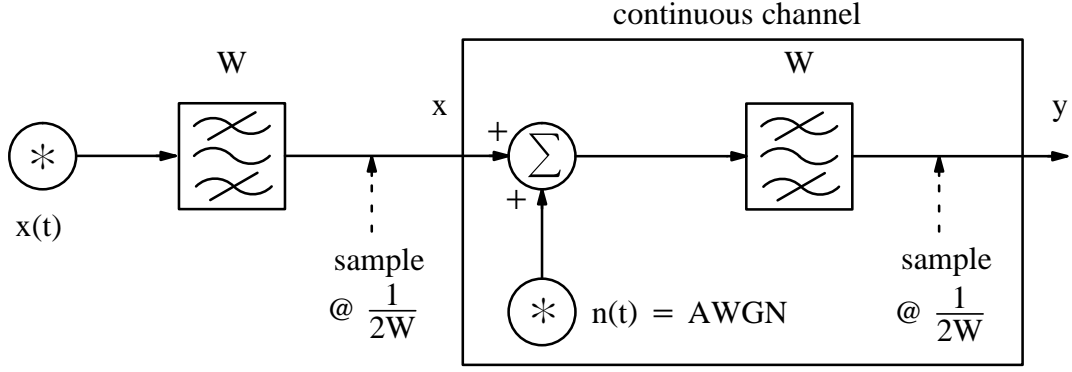 continuous channel
W
W
x
y
+
∗
∑
+
x(t)
sample
@ 1/2W
∗
n(t) = AWGN
sample
@ 1/2W